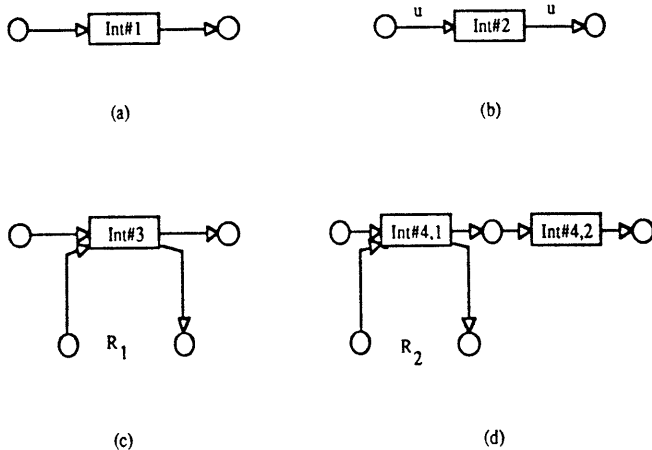 Int#1
(a)
u u
Int#2
(b)
Int#3
R1
(c)
Int#4,1 Int#4,2
R2
(d)